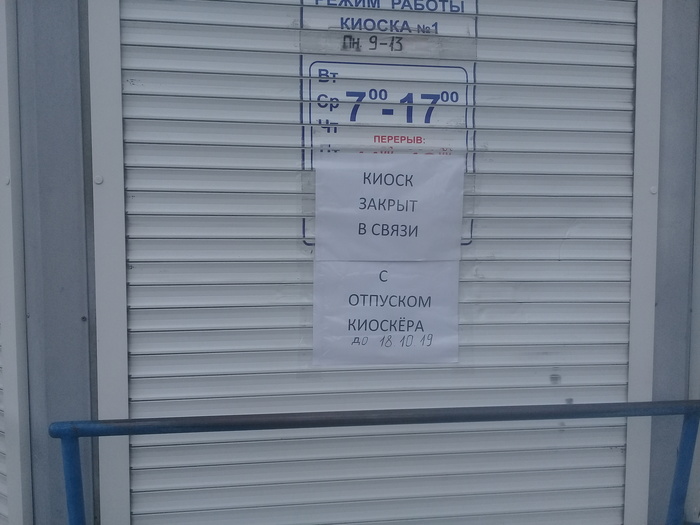 РЕЖИМ РАБОТЫ
КИОСКА №1
Пн 9-13
Вт
Ср
Чт
7⁰⁰-17⁰⁰
ПЕРЕРЫВ:
КИОСК
ЗАКРЫТ
В СВЯЗИ
С
ОТПУСКОМ
КИОСКЁРА
до 18 10 19